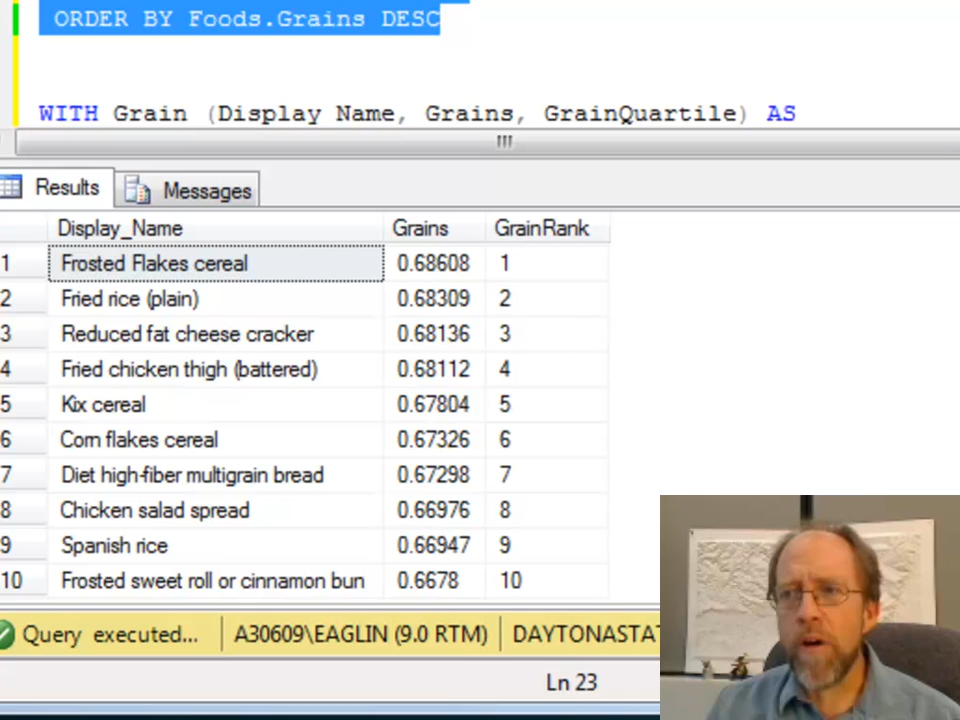 ORDER BY Foods.Grains DESC
WITH Grain (Display Name, Grains, GrainQuartile) AS
Results Messages
Display_Name Grains GrainRank
1 Frosted Flakes cereal 0.68608 1
2 Fried rice (plain) 0.68309 2
3 Reduced fat cheese cracker 0.68136 3
4 Fried chicken thigh (battered) 0.68112 4
5 Kix cereal 0.67804 5
6 Corn flakes cereal 0.67326 6
7 Diet high-fiber multigrain bread 0.67298 7
8 Chicken salad spread 0.66976 8
9 Spanish rice 0.66947 9
10 Frosted sweet roll or cinnamon bun 0.6678 10
Query executed... A30609\EAGLIN (9.0 RTM) DAYTONASTAT
Ln 23